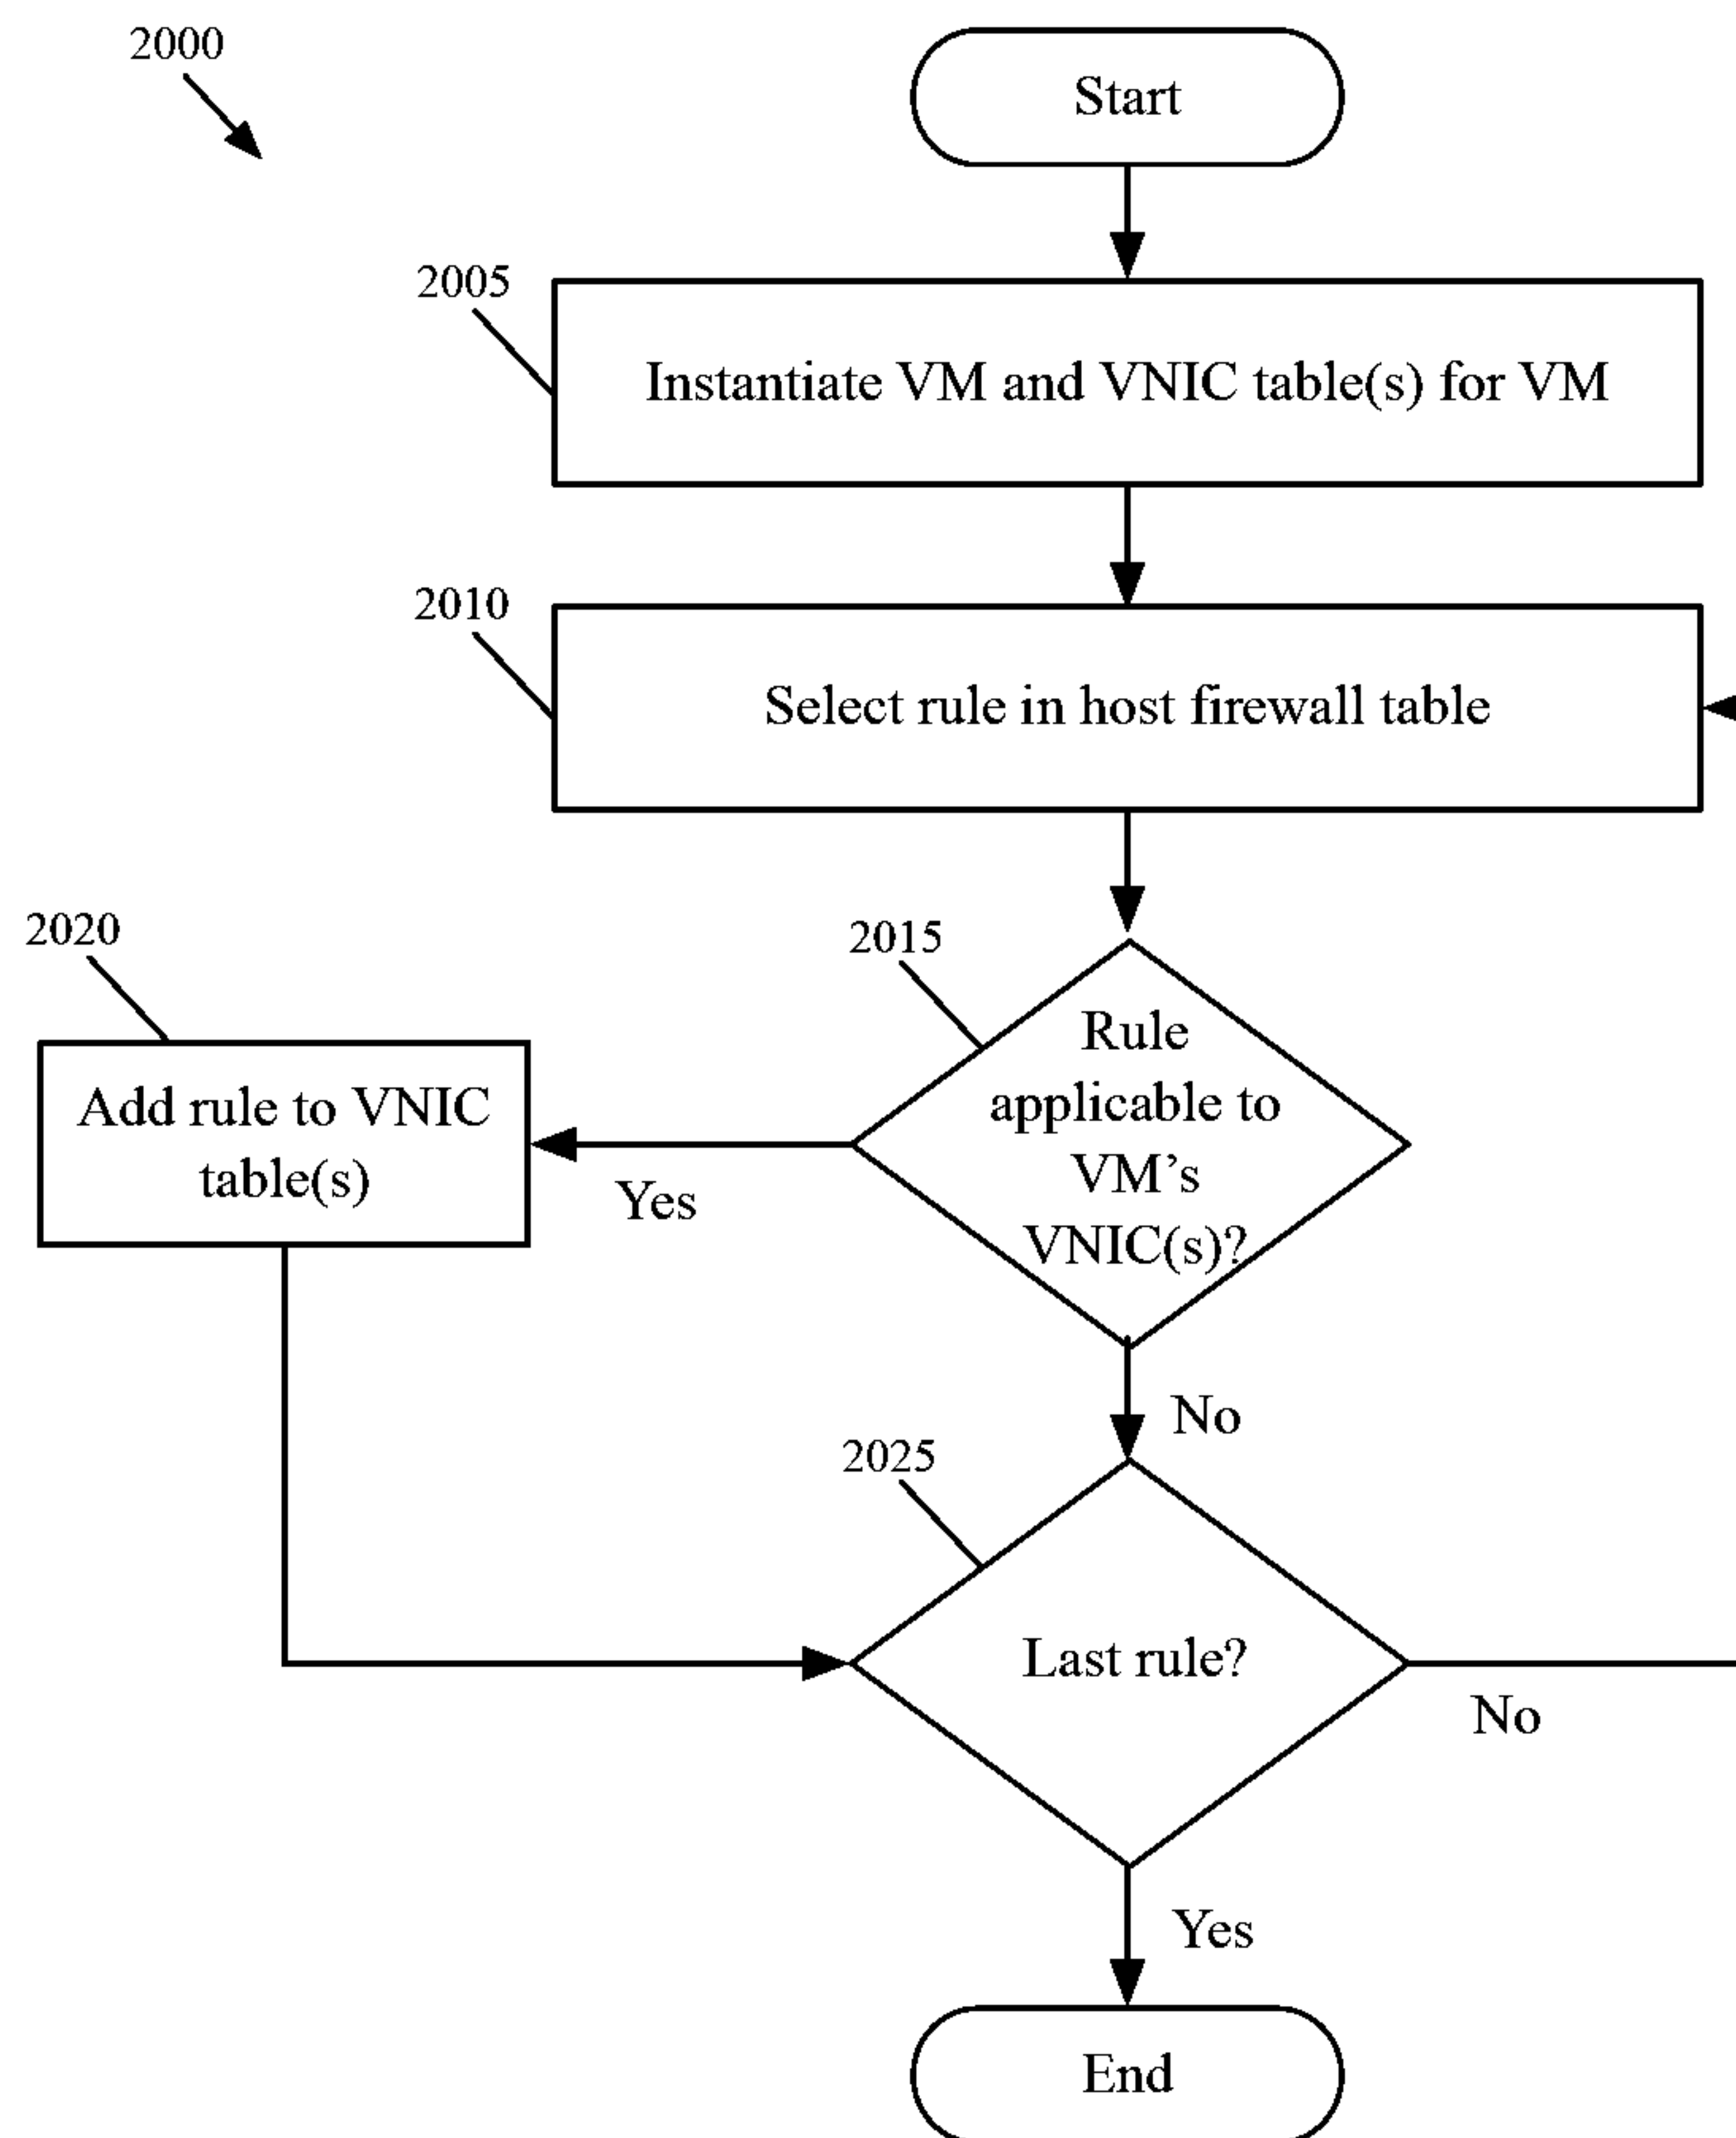 2000
Start
2005
Instantiate VM and VNIC table(s) for VM
2010
Select rule in host firewall table
2020
2015
Add rule to VNIC
table(s)
Rule
applicable to
VM’s
VNIC(s)?
Yes
No
2025
Last rule?
No
Yes
End